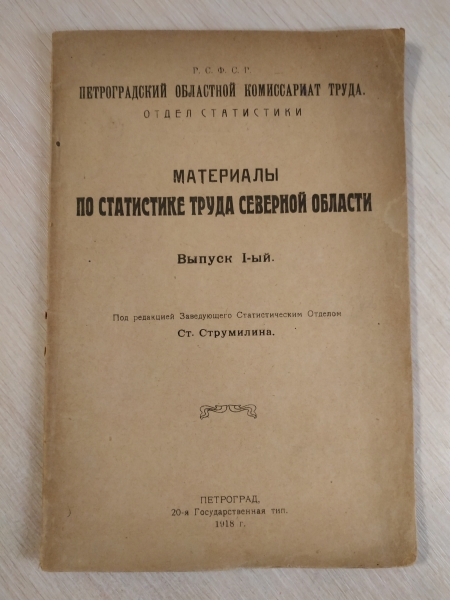 Р. С. Ф. С. Р.
ПЕТРОГРАДСКИЙ ОБЛАСТНОЙ КОМИССАРИАТ ТРУДА.
ОТДЕЛ СТАТИСТИКИ
МАТЕРИАЛЫ
ПО СТАТИСТИКЕ ТРУДА СЕВЕРНОЙ ОБЛАСТИ
Выпуск I-ый.
Под редакцией Заведующего Статистическим Отделом
Ст. Струмилина.
ПЕТРОГРАД.
20-я Государственная тип.
1918 г.